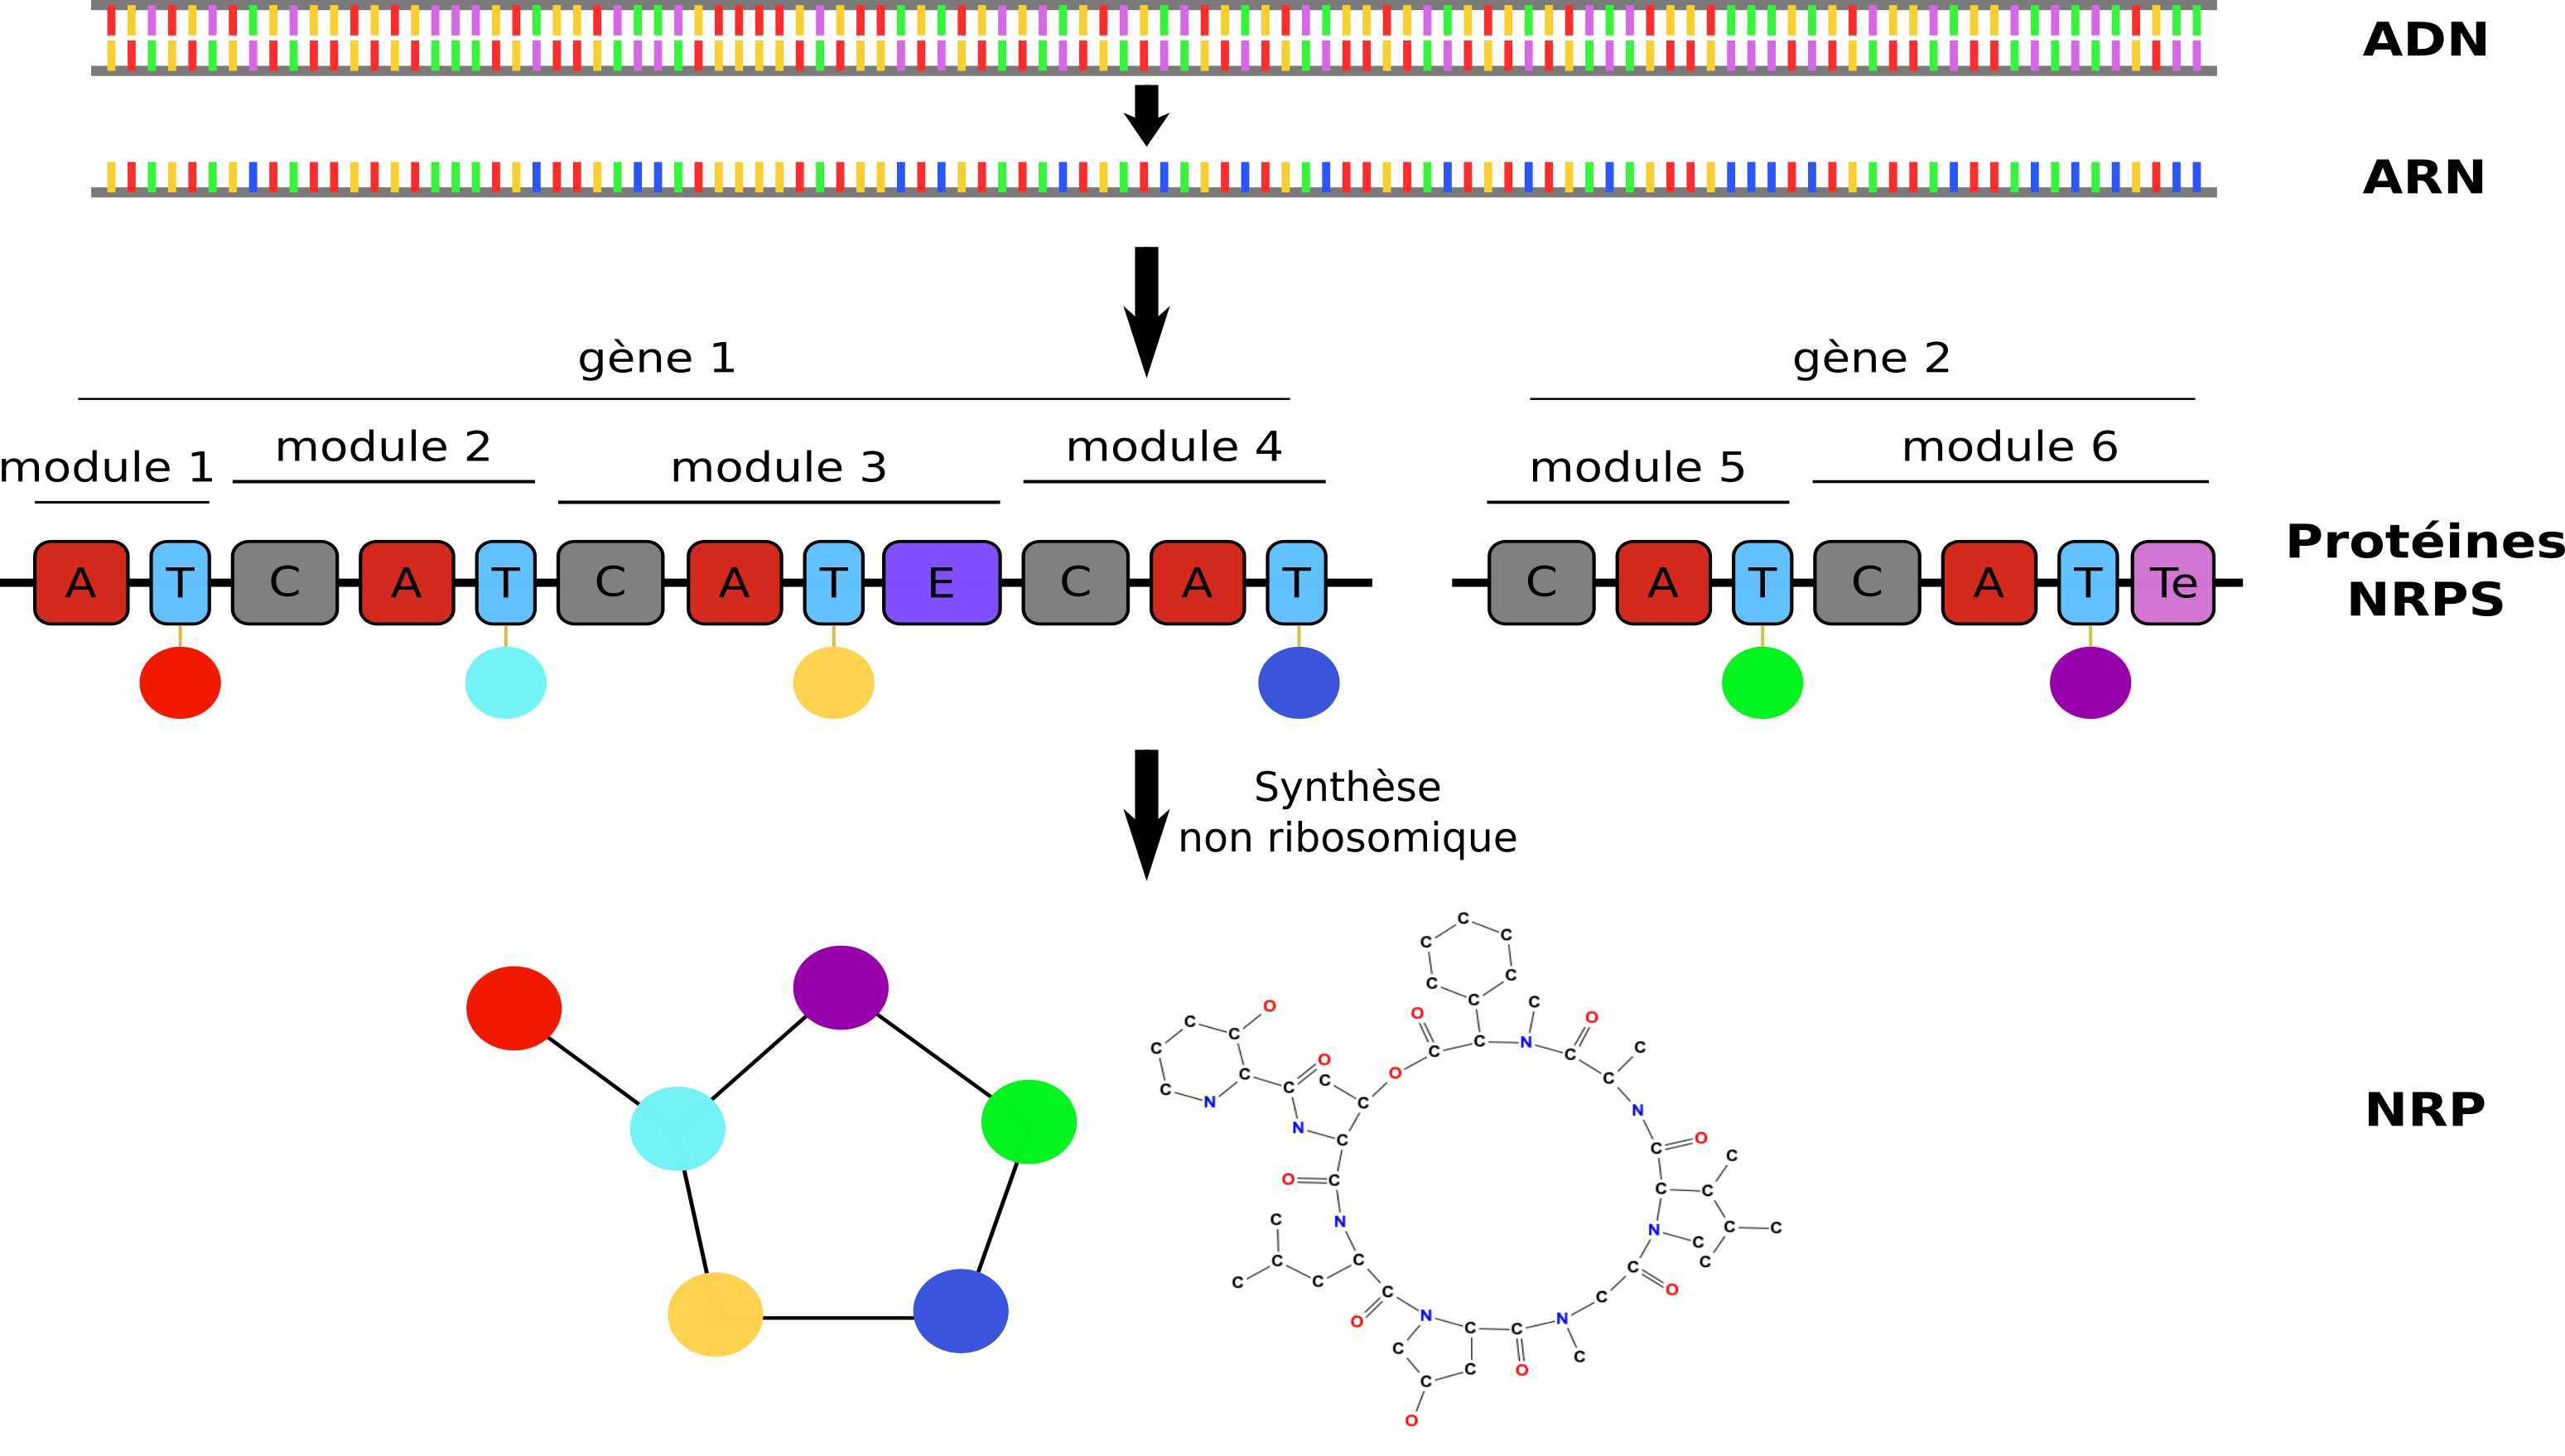 ADN
ARN
gène 1
gène 2
module 1
module 2
module 3
module 4
module 5
module 6
A T C A T C A T E C A T
C A T C A T Te
Protéines
NRPS
Synthèse
non ribosomique
NRP
C
C C
C C
C
O C O
O C C N C O
C C C C
C C O C O C
C N C C N
N C C O
O C C
N C C
C C C
C C N C
C C C C
C O
C N C C N C
O C C O C
C
O